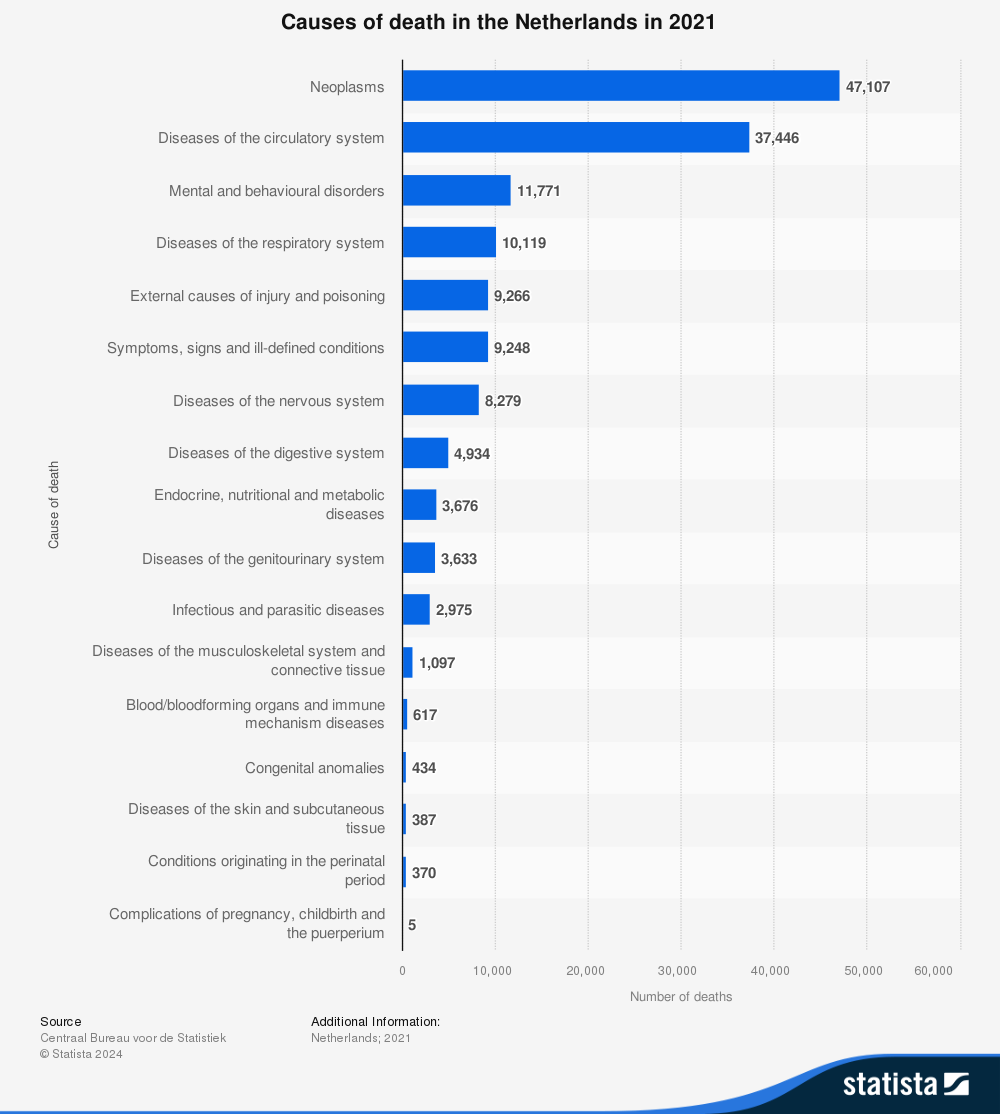 Causes of death in the Netherlands in 2021
Neoplasms
47,107
Diseases of the circulatory system
37,446
Mental and behavioural disorders
11,771
Diseases of the respiratory system
10,119
External causes of injury and poisoning
9,266
Symptoms, signs and ill-defined conditions
9,248
Diseases of the nervous system
8,279
Diseases of the digestive system
4,934
Endocrine, nutritional and metabolic
diseases
3,676
Diseases of the genitourinary system
3,633
Infectious and parasitic diseases
2,975
Diseases of the musculoskeletal system and
connective tissue
1,097
Blood/bloodforming organs and immune
mechanism diseases
617
Congenital anomalies
434
Diseases of the skin and subcutaneous
tissue
387
Conditions originating in the perinatal
period
370
Complications of pregnancy, childbirth and
the puerperium
5
Cause of death
0 10,000 20,000 30,000 40,000 50,000 60,000
Number of deaths
Source
Centraal Bureau voor de Statistiek
© Statista 2024
Additional Information:
Netherlands; 2021
statista